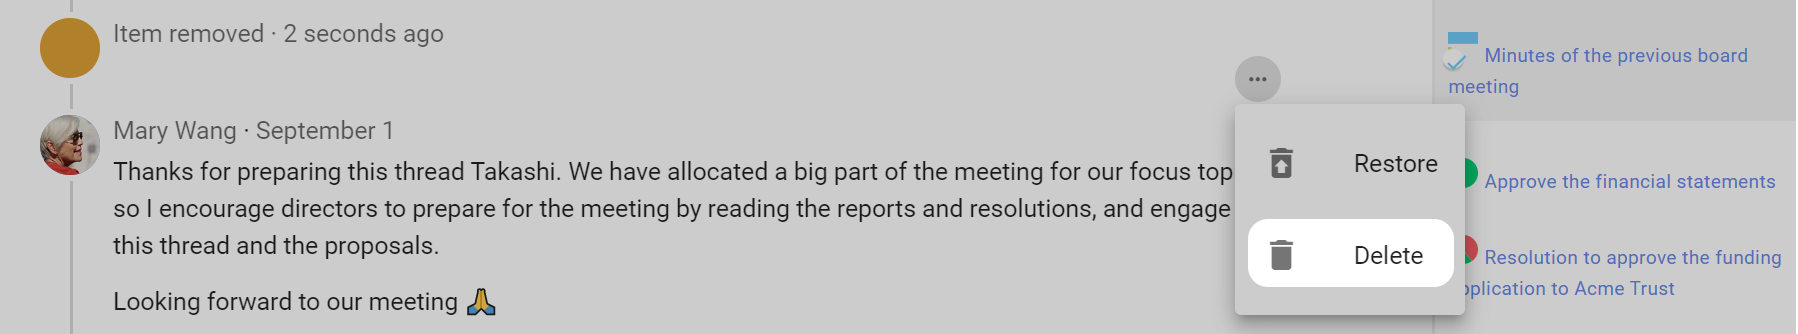 Item removed · 2 seconds ago
Mary Wang · September 1
Thanks for preparing this thread Takashi. We have allocated a big part of the meeting for our focus top
so I encourage directors to prepare for the meeting by reading the reports and resolutions, and engage
this thread and the proposals.
Looking forward to our meeting 🙏
Restore
Delete
Minutes of the previous board
meeting
Approve the financial statements
Resolution to approve the funding
plication to Acme Trust